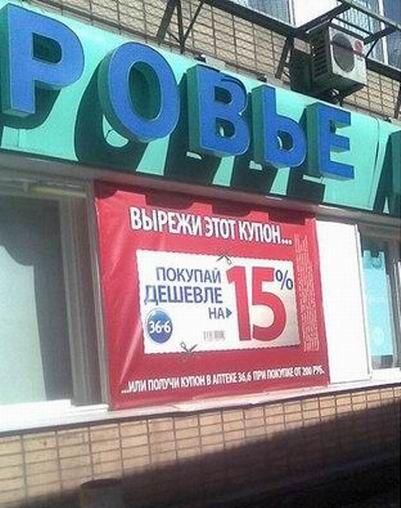 РОВЬЕ
ВЫРЕЖИ ЭТОТ КУПОН...
ПОКУПАЙ
ДЕШЕВЛЕ
НА
15%
36·6
...ИЛИ ПОЛУЧИ КУПОН В АПТЕКЕ 36,6 ПРИ ПОКУПКЕ ОТ 200 РУБ.